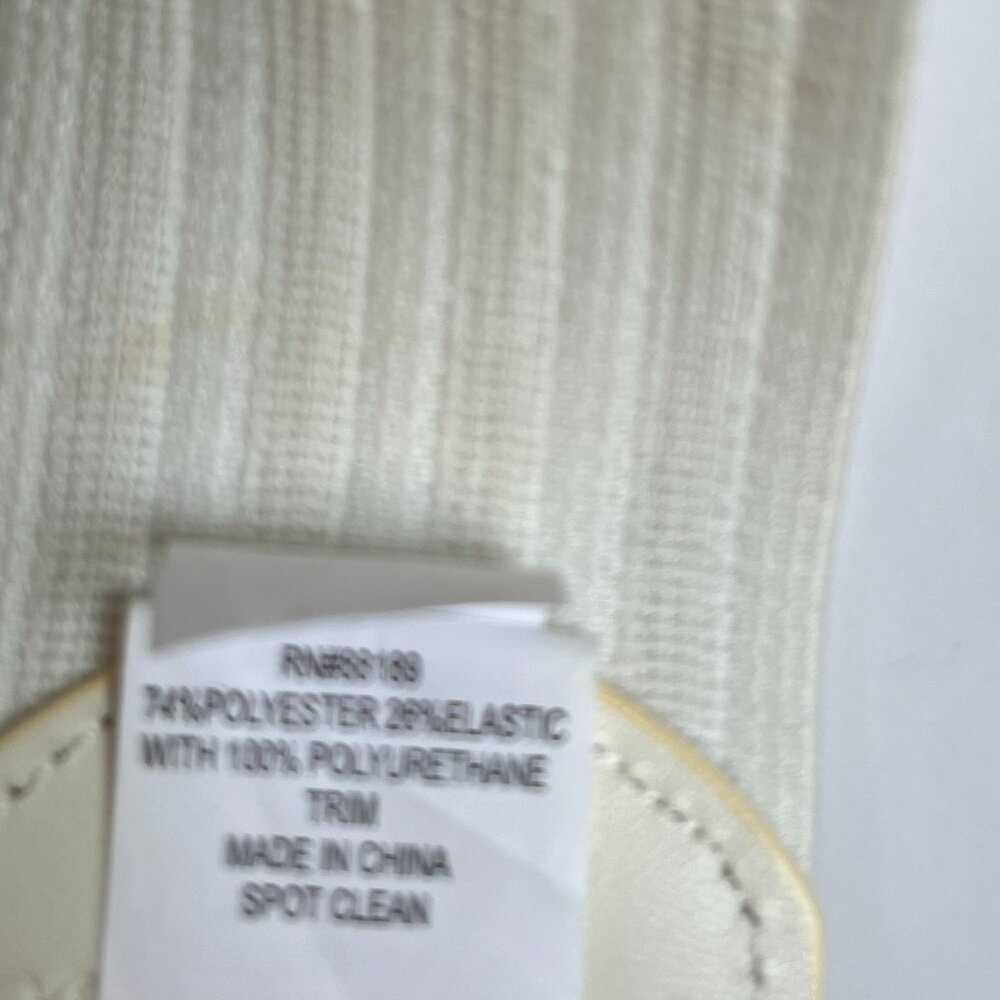 74%POLYESTER 26%ELASTIC
WITH 100% POLYURETHANE
TRIM
MADE IN CHINA
SPOT CLEAN